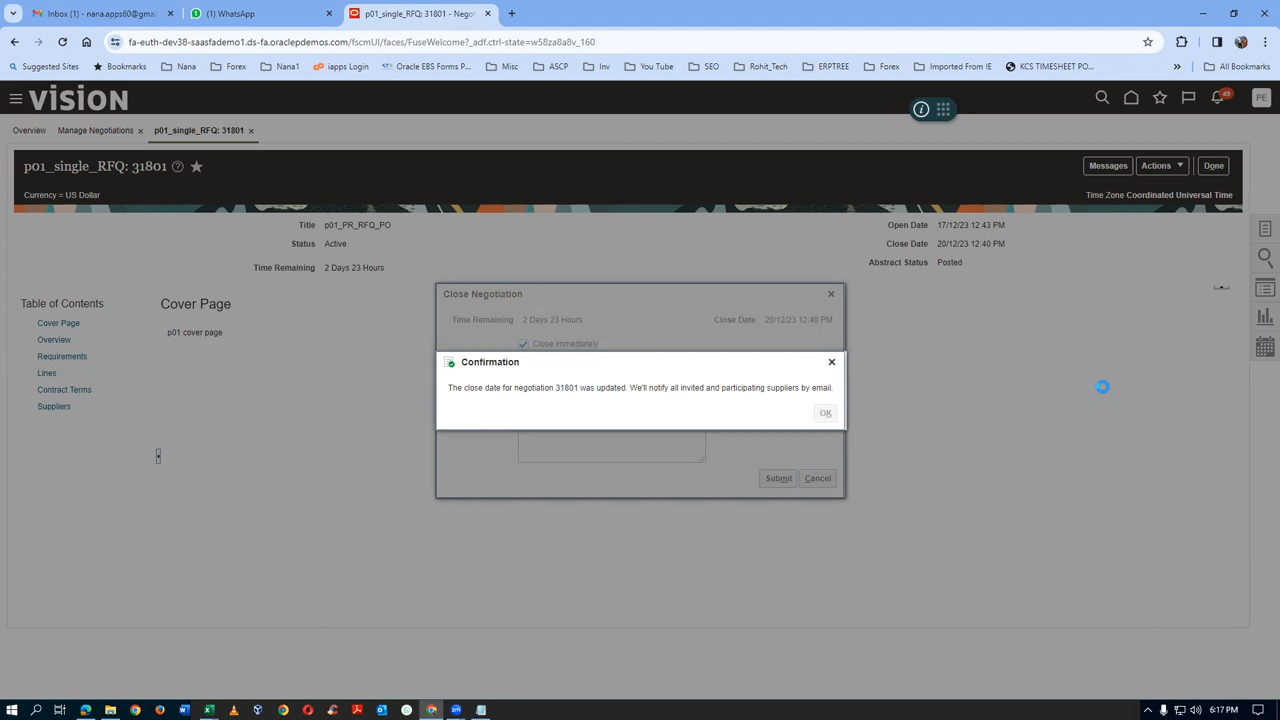 Inbox (1) - nana.apps60@gmail
(1) WhatsApp
p01_single_RFQ: 31801 - Nego
fa-euth-dev38-saasfademo1.ds-fa.oraclepdemos.com/fscmUI/faces/FuseWelcome?_adf.ctrl-state=w58za8a8v_160
Suggested Sites Bookmarks Nana Forex Nana1 iapps Login Oracle EBS Forms P... Misc ASCP Inv You Tube SEO Rohit_Tech ERPTREE Forex Imported From IE KCS TIMESHEET PO... » All Bookmarks
vision
49
PE
Overview Manage Negotiations p01_single_RFQ: 31801
p01_single_RFQ: 31801
Messages Actions Done
Currency = US Dollar
Time Zone Coordinated Universal Time
Title p01_PR_RFQ_PO
Open Date 17/12/23 12:43 PM
Status Active
Close Date 20/12/23 12:40 PM
Time Remaining 2 Days 23 Hours
Abstract Status Posted
Table of Contents
Cover Page
Overview
Requirements
Lines
Contract Terms
Suppliers
Cover Page
p01 cover page
Close Negotiation
Time Remaining 2 Days 23 Hours
Close Date 20/12/23 12:40 PM
Close immediately
Confirmation
The close date for negotiation 31801 was updated. We'll notify all invited and participating suppliers by email.
OK
Submit Cancel
6:17 PM